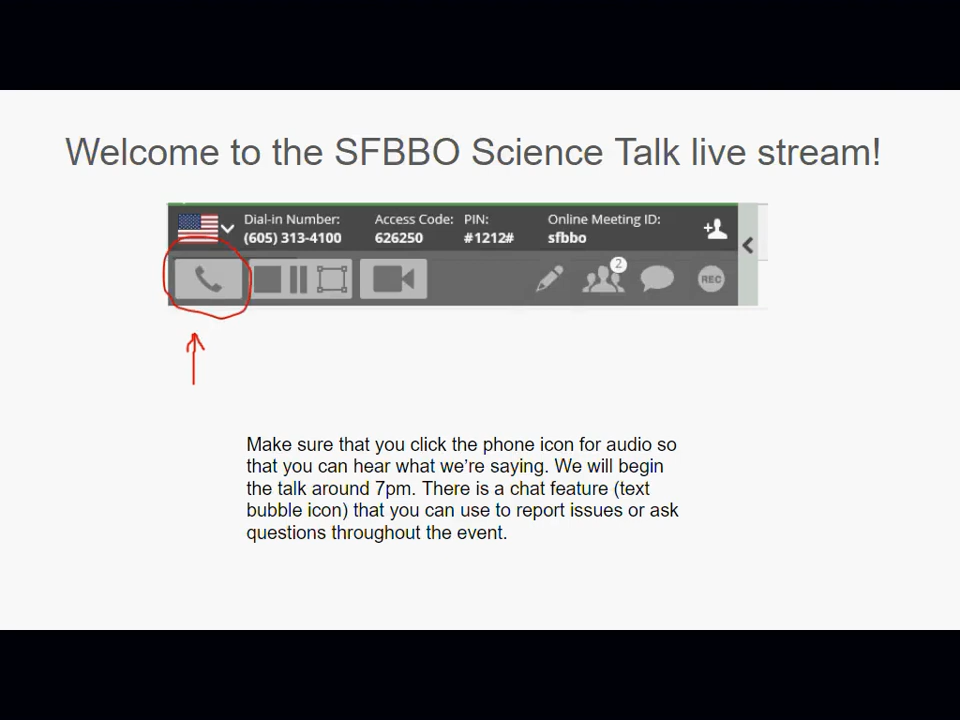 Welcome to the SFBBO Science Talk live stream!
Dial-in Number: Access Code: PIN: Online Meeting ID:
(605) 313-4100 626250 #1212# sfbbo
2
REC
Make sure that you click the phone icon for audio so
that you can hear what we’re saying. We will begin
the talk around 7pm. There is a chat feature (text
bubble icon) that you can use to report issues or ask
questions throughout the event.